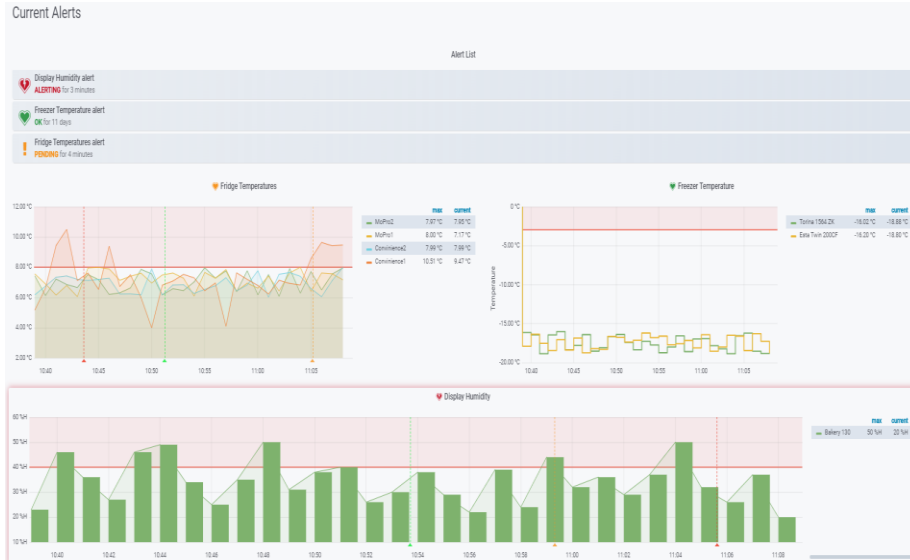 Current Alerts
Alert List
Display Humidity alert
ALERTING for 3 minutes
Freezer Temperature alert
OK for 11 days
Fridge Temperatures alert
PENDING for 4 minutes
Fridge Temperatures
12.00 °C
10.00 °C
8.00 °C
6.00 °C
4.00 °C
2.00 °C
10:40 10:45 10:50 10:55 11:00 11:05
max current
MoPro2 7.97 °C 7.95 °C
MoPro1 8.00 °C 7.17 °C
Convinience2 7.99 °C 7.99 °C
Convinience1 10.51 °C 9.47 °C
Freezer Temperature
Temperature
0 °C
-5.00 °C
-10.00 °C
-15.00 °C
-20.00 °C
10:40 10:45 10:50 10:55 11:00 11:05
max current
-16.02 °C -18.88 °C
-16.20 °C -18.80 °C
Display Humidity
60 %H
50 %H
40 %H
30 %H
20 %H
10 %H
10:40 10:42 10:44 10:46 10:48 10:50 10:52 10:54 10:56 10:58 11:00 11:02 11:04 11:06 11:08
max current
Bakery 130 50 %H 20 %H